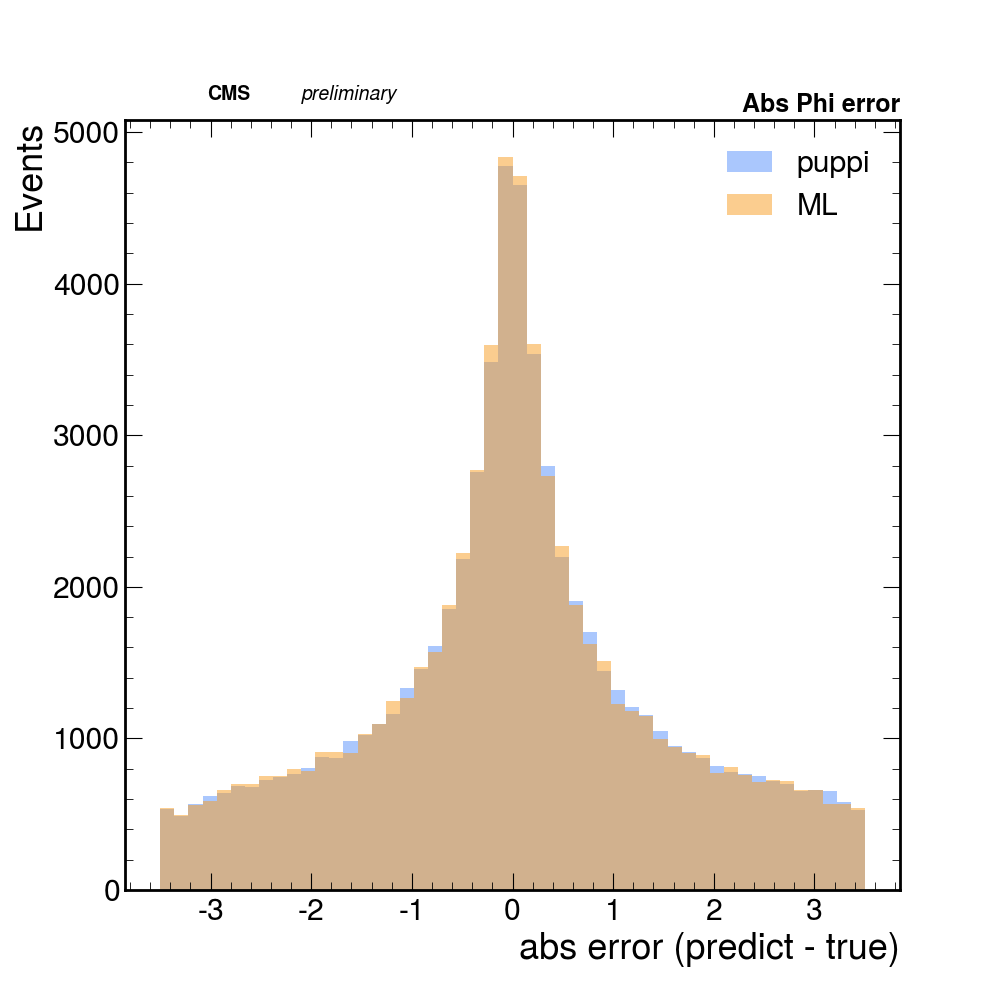 CMS preliminary Abs Phi error
Events
5000
4000
3000
2000
1000
0
puppi
ML
-3 -2 -1 0 1 2 3
abs error (predict - true)